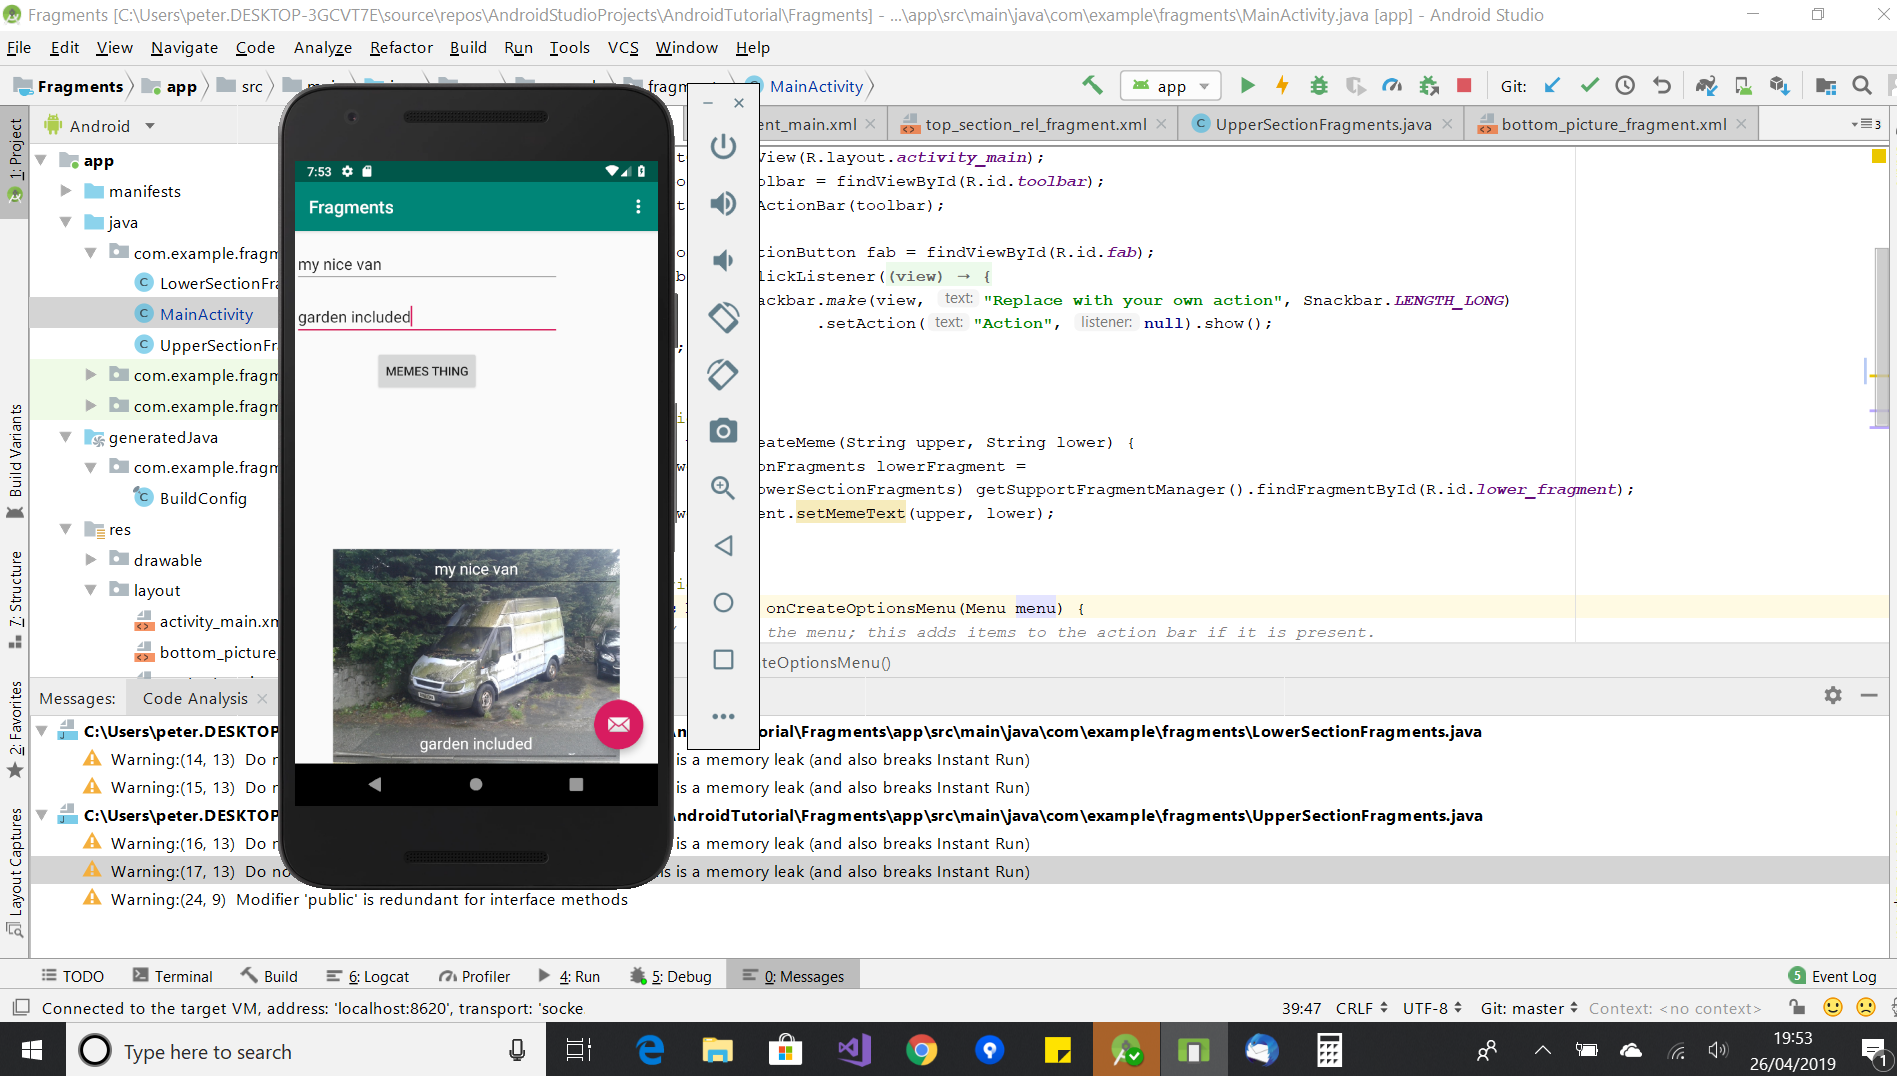 Fragments [C:\Users\peter.DESKTOP-3GCVT7E\source\repos\AndroidStudioProjects\AndroidTutorial\Fragments] - ...\app\src\main\java\com\example\fragments\MainActivity.java [app] - Android Studio
File Edit View Navigate Code Analyze Refactor Build Run Tools VCS Window Help
Fragments app src MainActivity app Git:
Android
ent_main.xml top_section_rel_fragment.xml UpperSectionFragments.java bottom_picture_fragment.xml 3
1: Project
Build Variants
7: Structure
2: Favorites
Layout Captures
app
manifests
java
com.example.fragm
LowerSectionFra
MainActivity
UpperSectionFr
com.example.fragm
com.example.fragm
generatedJava
com.example.fragm
BuildConfig
res
drawable
layout
activity_main.xm
bottom_picture_
7:53
Fragments
my nice van
garden included
MEMES THING
my nice van
garden included
View(R.layout.activity_main);
olbar = findViewById(R.id.toolbar);
ActionBar(toolbar);
tionButton fab = findViewById(R.id.fab);
lickListener((view) → {
ackbar.make(view, text: "Replace with your own action", Snackbar.LENGTH_LONG)
.setAction( text: "Action", listener: null).show();
;
eateMeme(String upper, String lower) {
onFragments lowerFragment =
owerSectionFragments) getSupportFragmentManager().findFragmentById(R.id.lower_fragment);
ent.setMemeText(upper, lower);
onCreateOptionsMenu(Menu menu) {
the menu; this adds items to the action bar if it is present.
teOptionsMenu()
Messages: Code Analysis
C:\Users\peter.DESKTOP torial\Fragments\app\src\main\java\com\example\fragments\LowerSectionFragments.java
Warning:(14, 13) Do n is a memory leak (and also breaks Instant Run)
Warning:(15, 13) Do n is a memory leak (and also breaks Instant Run)
C:\Users\peter.DESKTOP AndroidTutorial\Fragments\app\src\main\java\com\example\fragments\UpperSectionFragments.java
Warning:(16, 13) Do n is a memory leak (and also breaks Instant Run)
Warning:(17, 13) Do no is is a memory leak (and also breaks Instant Run)
Warning:(24, 9) Modifier 'public' is redundant for interface methods
TODO Terminal Build 6: Logcat Profiler 4: Run 5: Debug 0: Messages 5 Event Log
Connected to the target VM, address: 'localhost:8620', transport: 'socke 39:47 CRLF UTF-8 Git: master Context: <no context>
Type here to search
19:53
26/04/2019
1